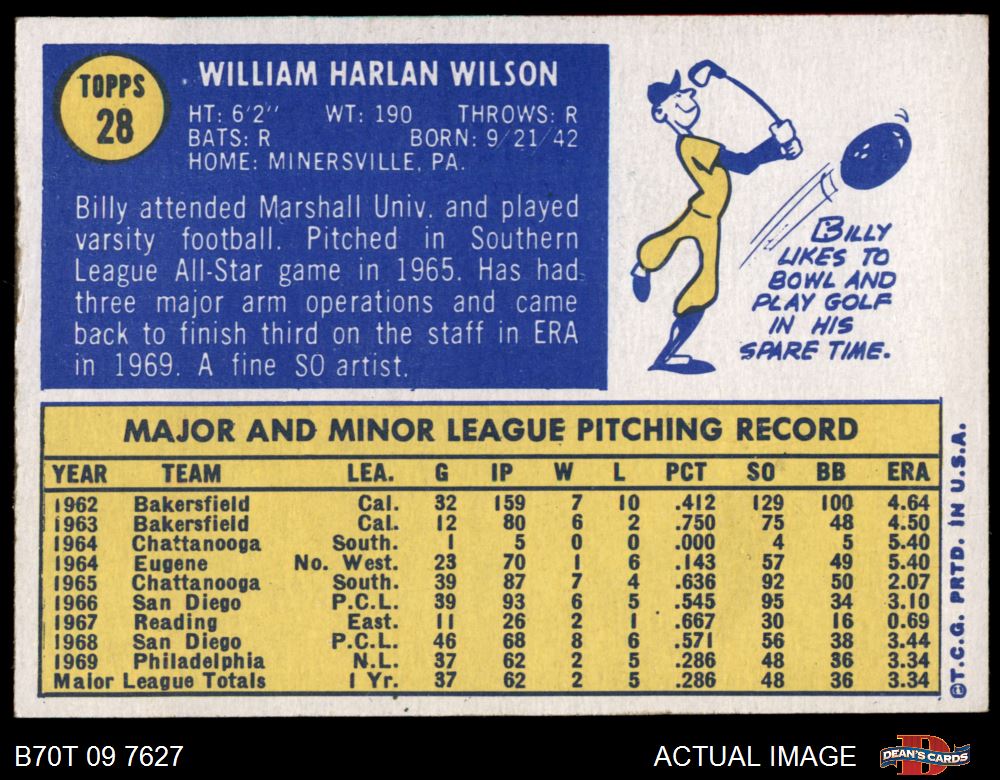 TOPPS
28
WILLIAM HARLAN WILSON
HT: 6'2" WT: 190 THROWS: R
BATS: R BORN: 9/21/42
HOME: MINERSVILLE, PA.
Billy attended Marshall Univ. and played
varsity football. Pitched in Southern
League All-Star game in 1965. Has had
three major arm operations and came
back to finish third on the staff in ERA
in 1969. A fine SO artist.
BILLY
LIKES TO
BOWL AND
PLAY GOLF
IN HIS
SPARE TIME.
MAJOR AND MINOR LEAGUE PITCHING RECORD
YEAR TEAM LEA. G IP W L PCT SO BB ERA
1962 Bakersfield Cal. 32 159 7 10 .412 129 100 4.64
1963 Bakersfield Cal. 12 80 6 2 .750 75 48 4.50
1964 Chattanooga South. 1 5 0 0 .000 4 5 5.40
1964 Eugene No. West. 23 70 1 6 .143 57 49 5.40
1965 Chattanooga South. 39 87 7 4 .636 92 50 2.07
1966 San Diego P.C.L. 39 93 6 5 .545 95 34 3.10
1967 Reading East. 11 26 2 1 .667 30 16 0.69
1968 San Diego P.C.L. 46 68 8 6 .571 56 38 3.44
1969 Philadelphia N.L. 37 62 2 5 .286 48 36 3.34
Major League Totals 1 Yr. 37 62 2 5 .286 48 36 3.34
©T.C.G. PRTD. IN U.S.A.
B70T 09 7627
ACTUAL IMAGE
DEAN'S CARDS